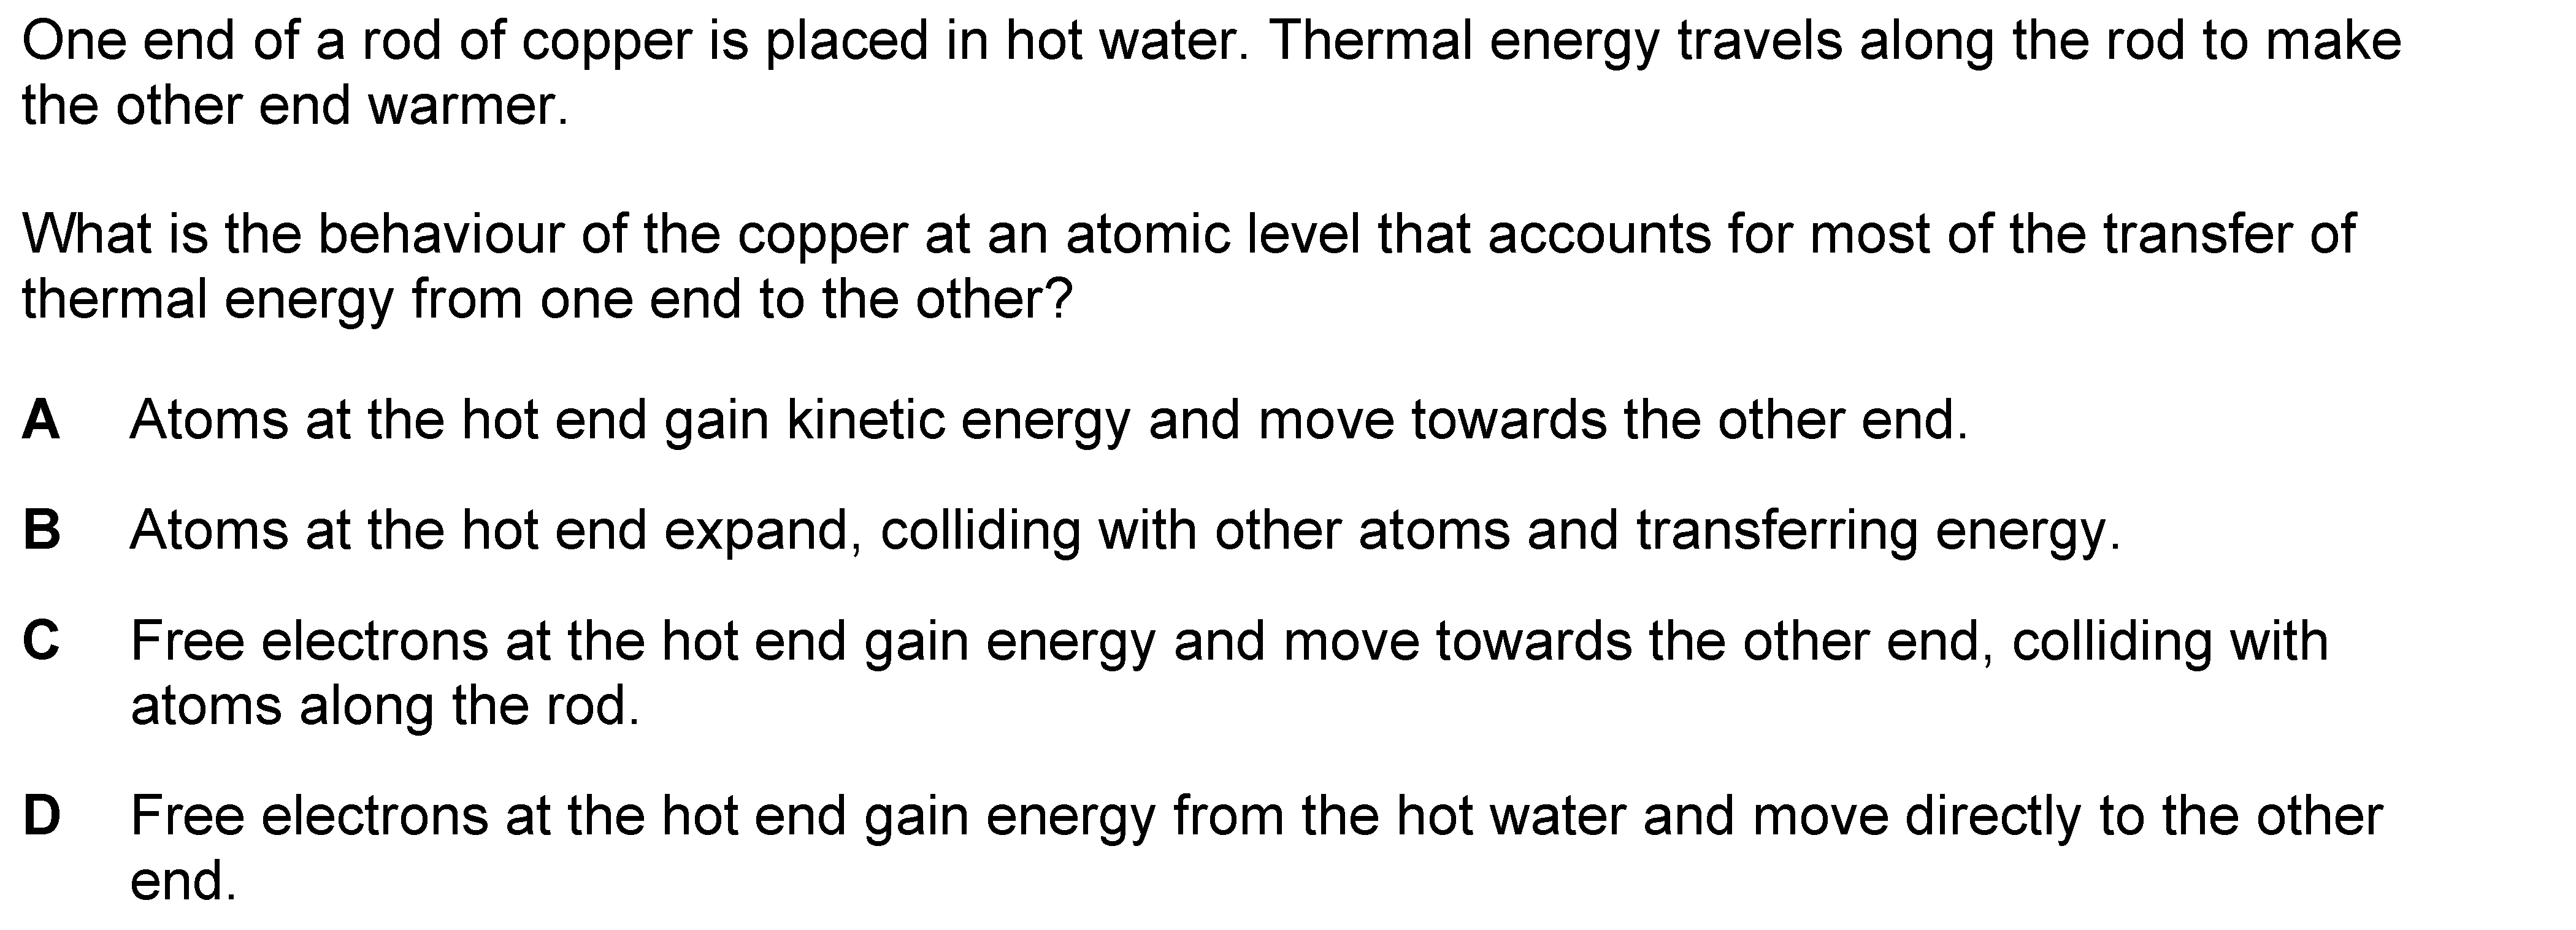 One end of a rod of copper is placed in hot water. Thermal energy travels along the rod to make
the other end warmer.
What is the behaviour of the copper at an atomic level that accounts for most of the transfer of
thermal energy from one end to the other?
A Atoms at the hot end gain kinetic energy and move towards the other end.
B Atoms at the hot end expand, colliding with other atoms and transferring energy.
C Free electrons at the hot end gain energy and move towards the other end, colliding with
atoms along the rod.
D Free electrons at the hot end gain energy from the hot water and move directly to the other
end.